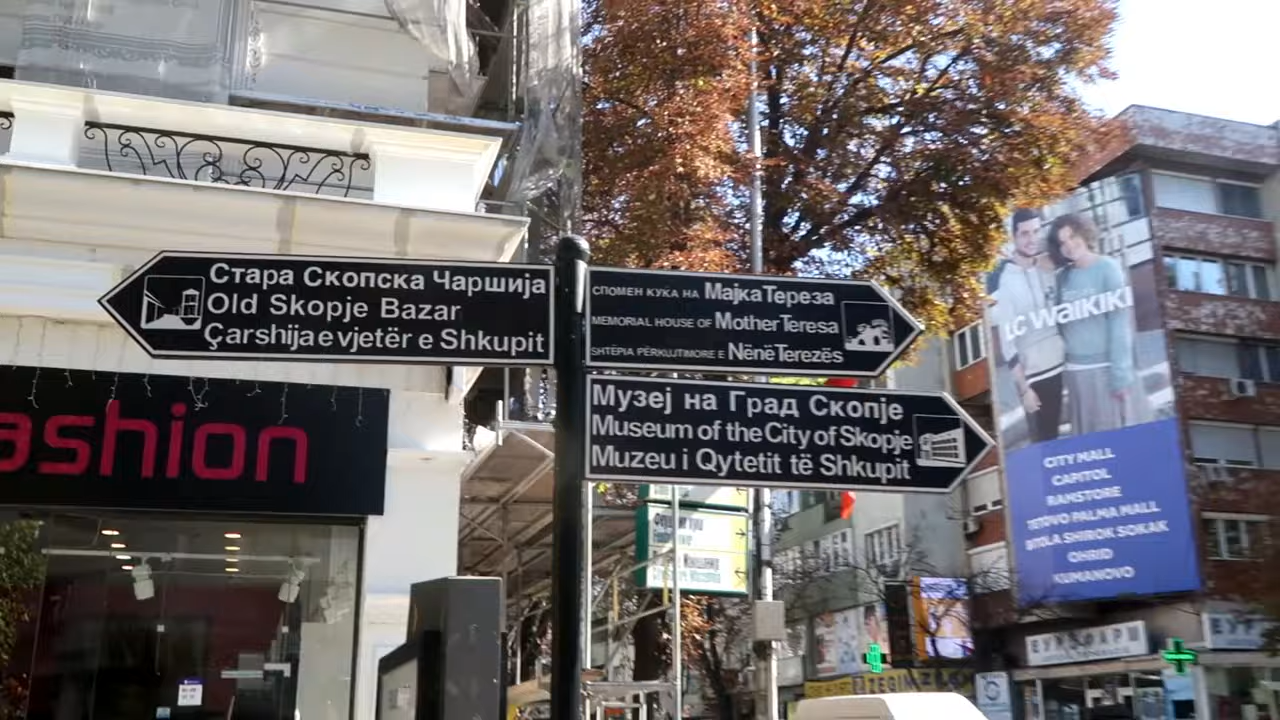 Стара Скопска Чаршија
Old Skopje Bazar
Çarshija e vjetër e Shkupit
СПОМЕН КУЌА НА Мајка Тереза
MEMORIAL HOUSE OF Mother Teresa
SHTËPIA PËRKUJTIMORE E Nënë Terezës
Музеј на Град Скопје
Museum of the City of Skopje
Muzeu i Qytetit të Shkupit
ashion
LC WAIKIKI
CITY MALL
CAPITOL
RAMSTORE
TETOVO PALMA MALL
BITOLA SHIROK SOKAK
OHRID
KUMANOVO